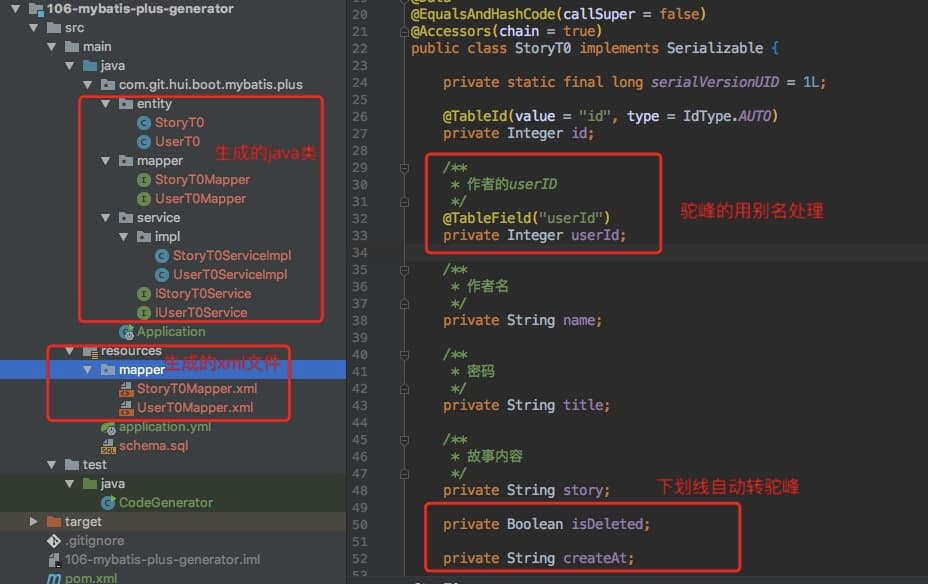 106-mybatis-plus-generator
src
main
java
com.git.hui.boot.mybatis.plus
entity
StoryT0
UserT0
生成的java类
mapper
StoryT0Mapper
UserT0Mapper
service
impl
StoryT0ServiceImpl
UserT0ServiceImpl
IStoryT0Service
IUserT0Service
Application
resources
生成的xml文件
mapper
StoryT0Mapper.xml
UserT0Mapper.xml
application.yml
schema.sql
test
java
CodeGenerator
target
.gitignore
106-mybatis-plus-generator.iml
pom.xml
20 @EqualsAndHashCode(callSuper = false)
21 @Accessors(chain = true)
22 public class StoryT0 implements Serializable {
23
24 private static final long serialVersionUID = 1L;
25
26 @TableId(value = "id", type = IdType.AUTO)
27 private Integer id;
28
29 /**
30 * 作者的userID
31 */
32 @TableField("userId")
33 private Integer userId;
驼峰的用别名处理
34
35 /**
36 * 作者名
37 */
38 private String name;
39
40 /**
41 * 密码
42 */
43 private String title;
44
45 /**
46 * 故事内容
47 */
48 private String story;
下划线自动转驼峰
49
50 private Boolean isDeleted;
51
52 private String createAt;
53